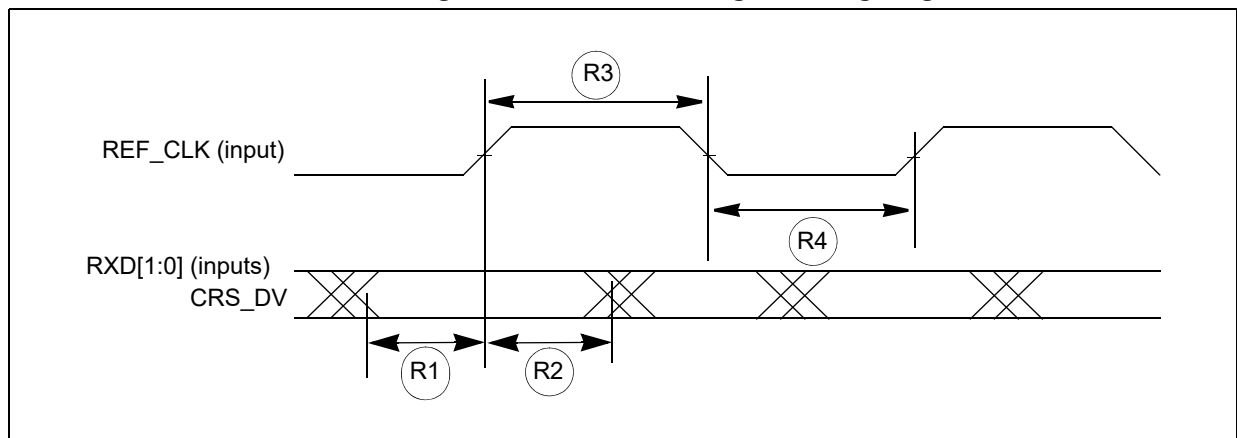 R3
REF_CLK (input)
R4
RXD[1:0] (inputs)
CRS_DV
R1
R2